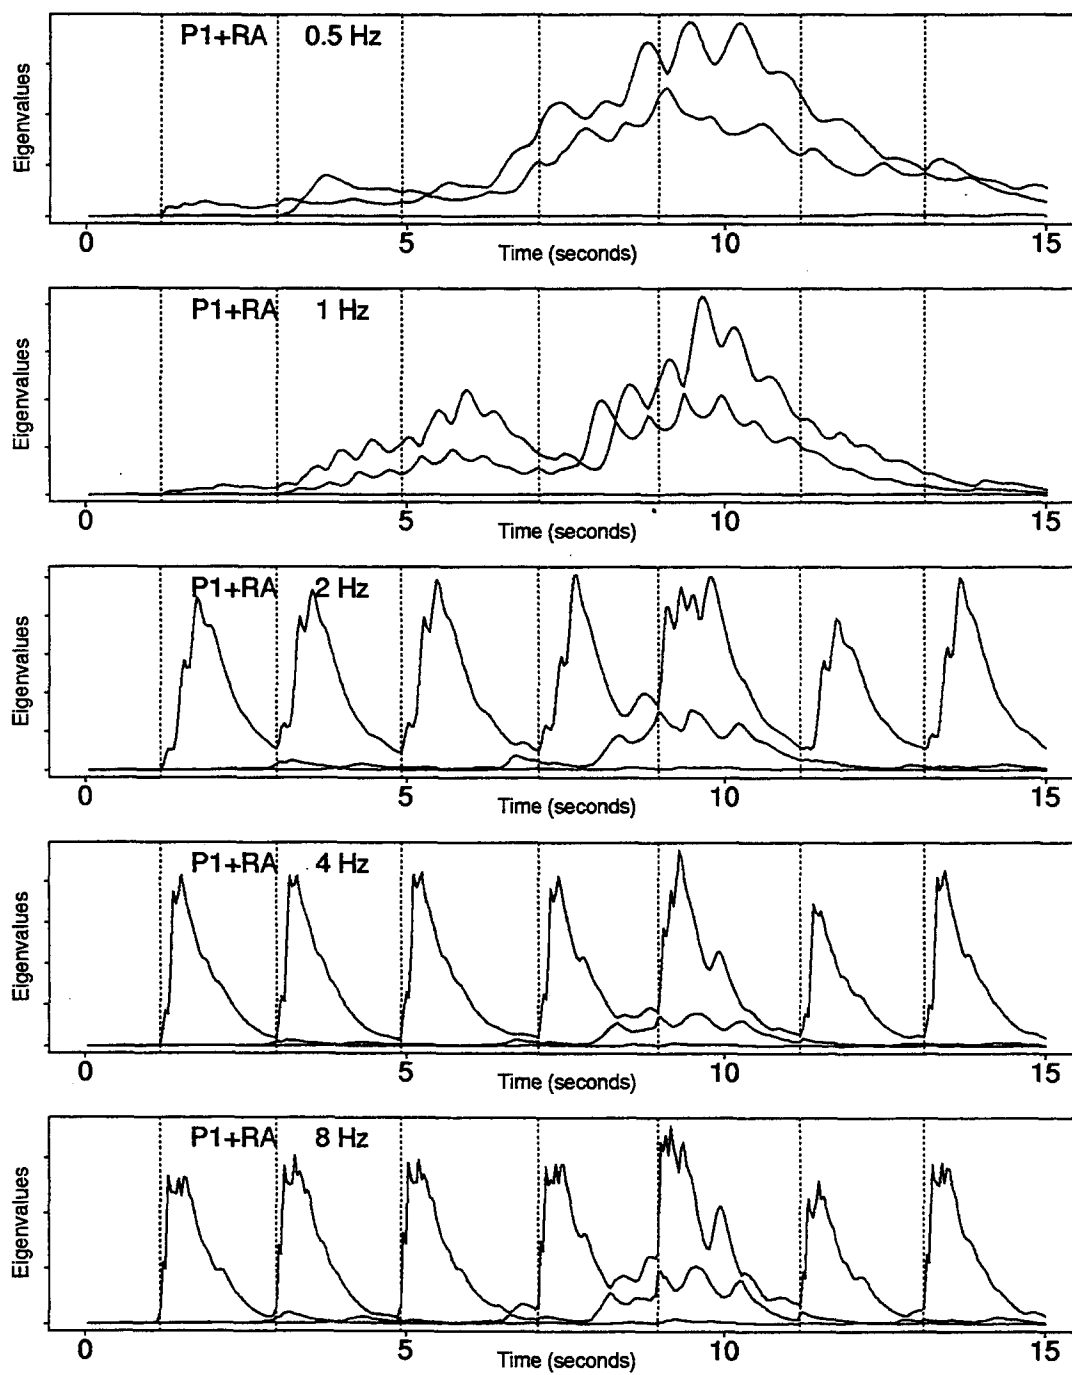 P1+RA 0.5 Hz
Eigenvalues
0 5 10 15
Time (seconds)
P1+RA 1 Hz
Eigenvalues
0 5 10 15
Time (seconds)
P1+RA 2 Hz
Eigenvalues
0 5 10 15
Time (seconds)
P1+RA 4 Hz
Eigenvalues
0 5 10 15
Time (seconds)
P1+RA 8 Hz
Eigenvalues
0 5 10 15
Time (seconds)